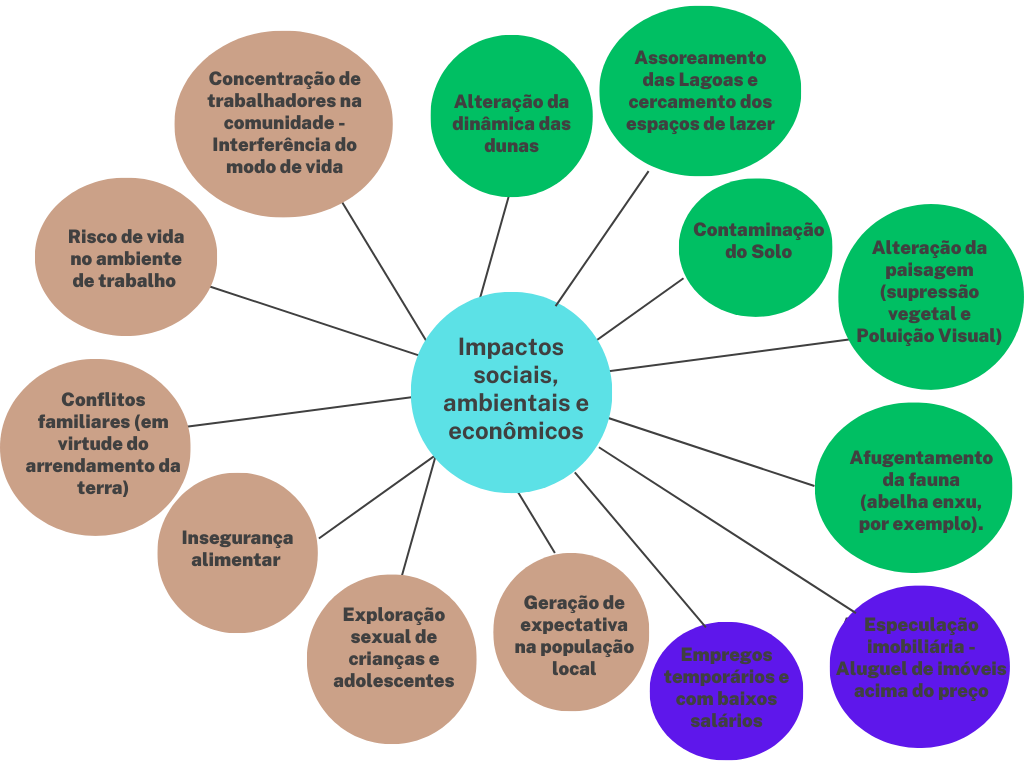 Concentração de
trabalhadores na
comunidade -
Interferência do
modo de vida
Alteração da
dinâmica das
dunas
Assoreamento
das Lagoas e
cercamento dos
espaços de lazer
Contaminação
do Solo
Alteração da
paisagem
(supressão
vegetal e
Poluição Visual)
Risco de vida
no ambiente
de trabalho
Impactos
sociais,
ambientais e
econômicos
Conflitos
familiares (em
virtude do
arrendamento da
terra)
Afugentamento
da fauna
(abelha enxu,
por exemplo).
Insegurança
alimentar
Exploração
sexual de
crianças e
adolescentes
Geração de
expectativa
na população
local
Empregos
temporários e
com baixos
salários
Especulação
Imobiliária -
Aluguel de imóveis
acima do preço